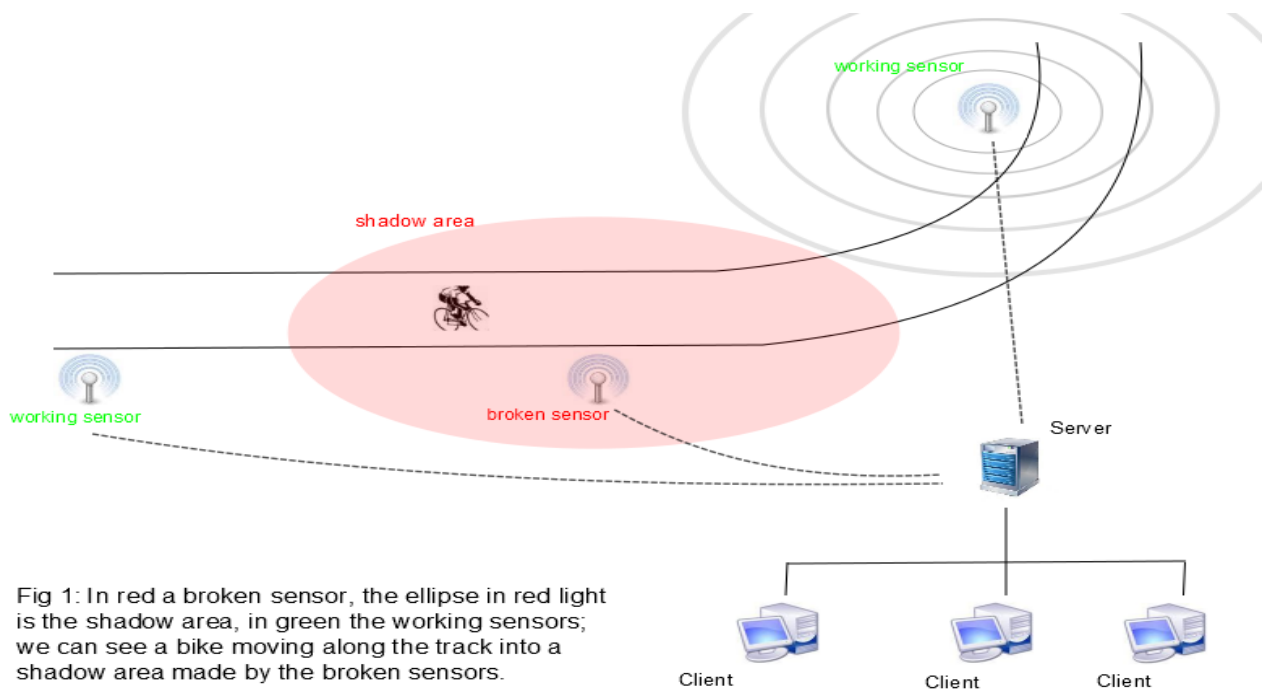 working sensor
shadow area
working sensor
broken sensor
Server
Fig 1: In red a broken sensor, the ellipse in red light
is the shadow area, in green the working sensors;
we can see a bike moving along the track into a
shadow area made by the broken sensors.
Client
Client
Client